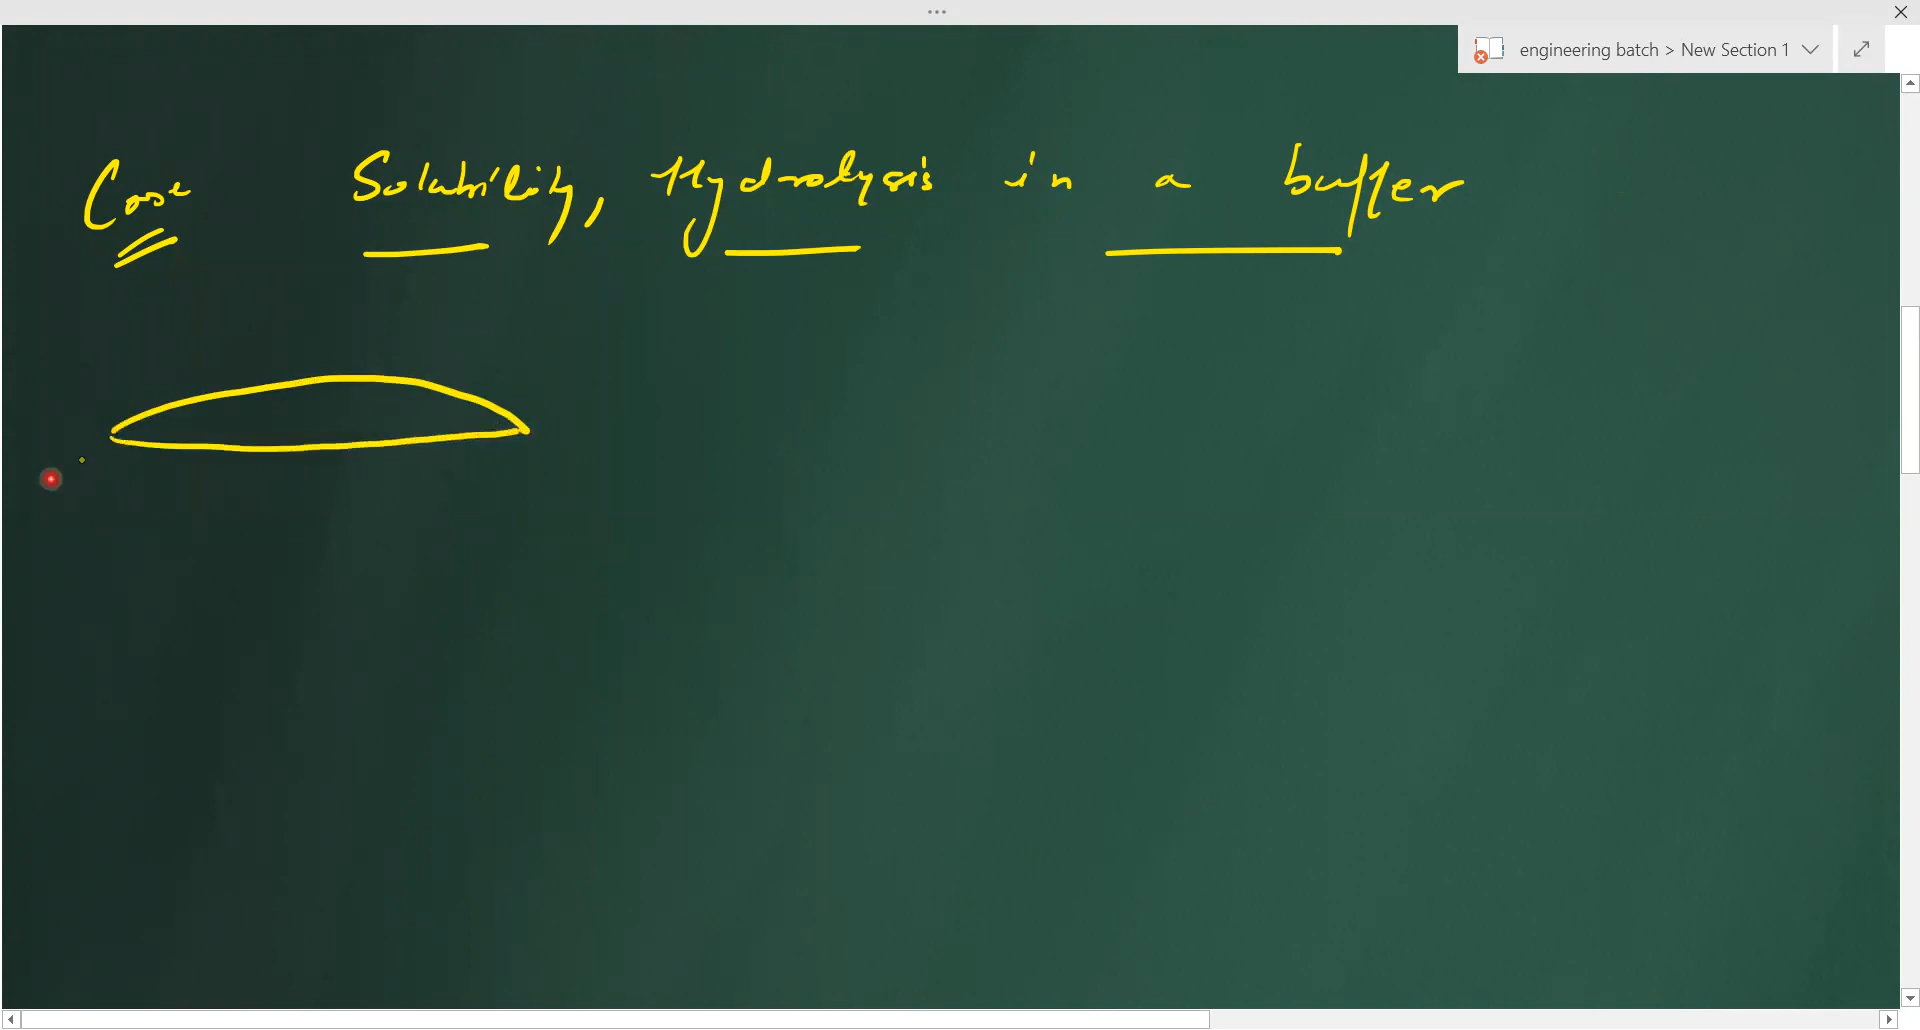 engineering batch > New Section 1
Case Solubility, Hydrolysis in a buffer